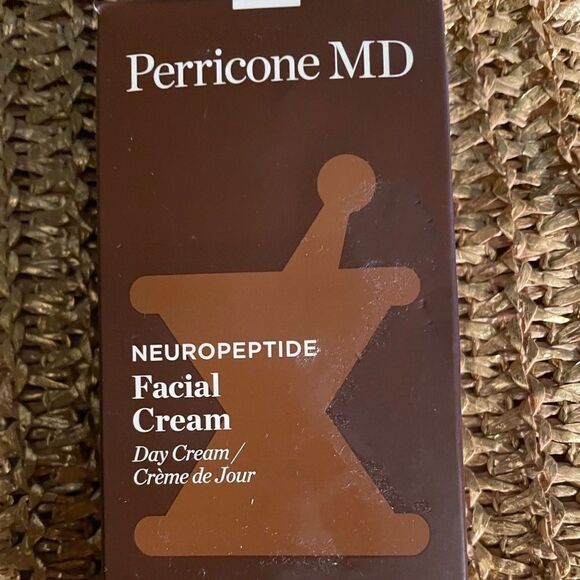 Perricone MD
NEUROPEPTIDE
Facial
Cream
Day Cream /
Crème de Jour